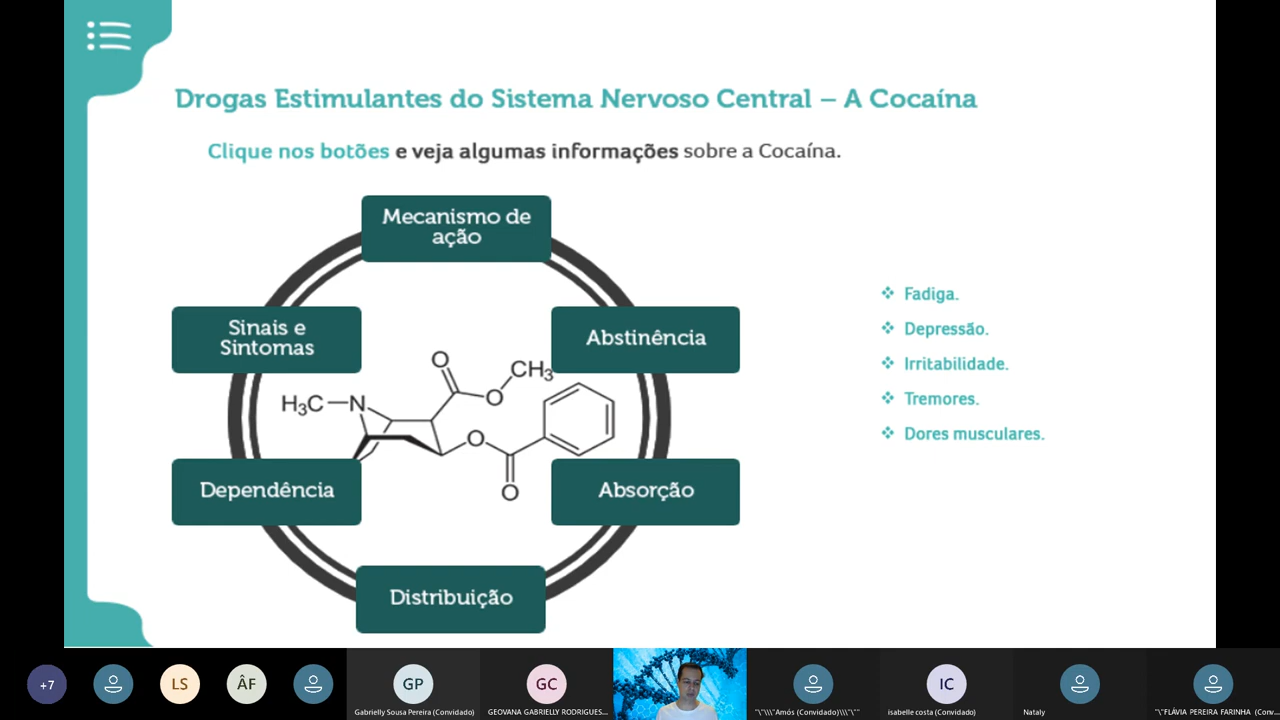 Drogas Estimulantes do Sistema Nervoso Central – A Cocaína
Clique nos botões e veja algumas informações sobre a Cocaína.
Mecanismo de
ação
Sinais e
Sintomas
Abstinência
Dependência
Absorção
Distribuição
O
CH3
O
H3C
N
O
O
❖ Fadiga.
❖ Depressão.
❖ Irritabilidade.
❖ Tremores.
❖ Dores musculares.
+7
LS
ÂF
GP
GC
IC
Gabrielly Sousa Pereira (Convidado)
GEOVANA GABRIELLY RODRIGUES...
"\"\\\"Amós (Convidado)\\\"\""
isabelle costa (Convidado)
Nataly
"\"FLÁVIA PEREIRA FARINHA (Conv...